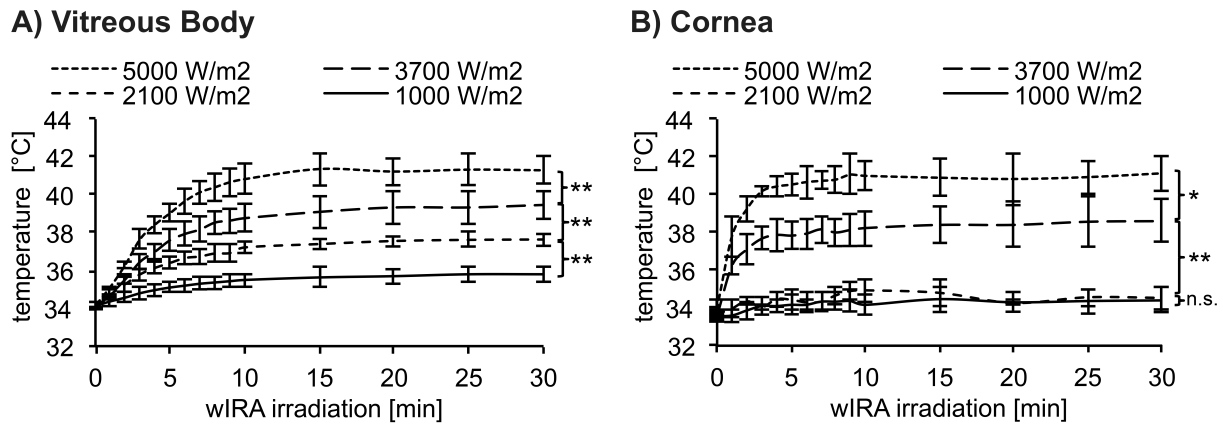 A) Vitreous Body
5000 W/m2 3700 W/m2
2100 W/m2 1000 W/m2
temperature [°C]
44
42
40
38
36
34
32
**
**
**
0 5 10 15 20 25 30
wIRA irradiation [min]
B) Cornea
5000 W/m2 3700 W/m2
2100 W/m2 1000 W/m2
temperature [°C]
44
42
40
38
36
34
32
*
**
n.s.
0 5 10 15 20 25 30
wIRA irradiation [min]